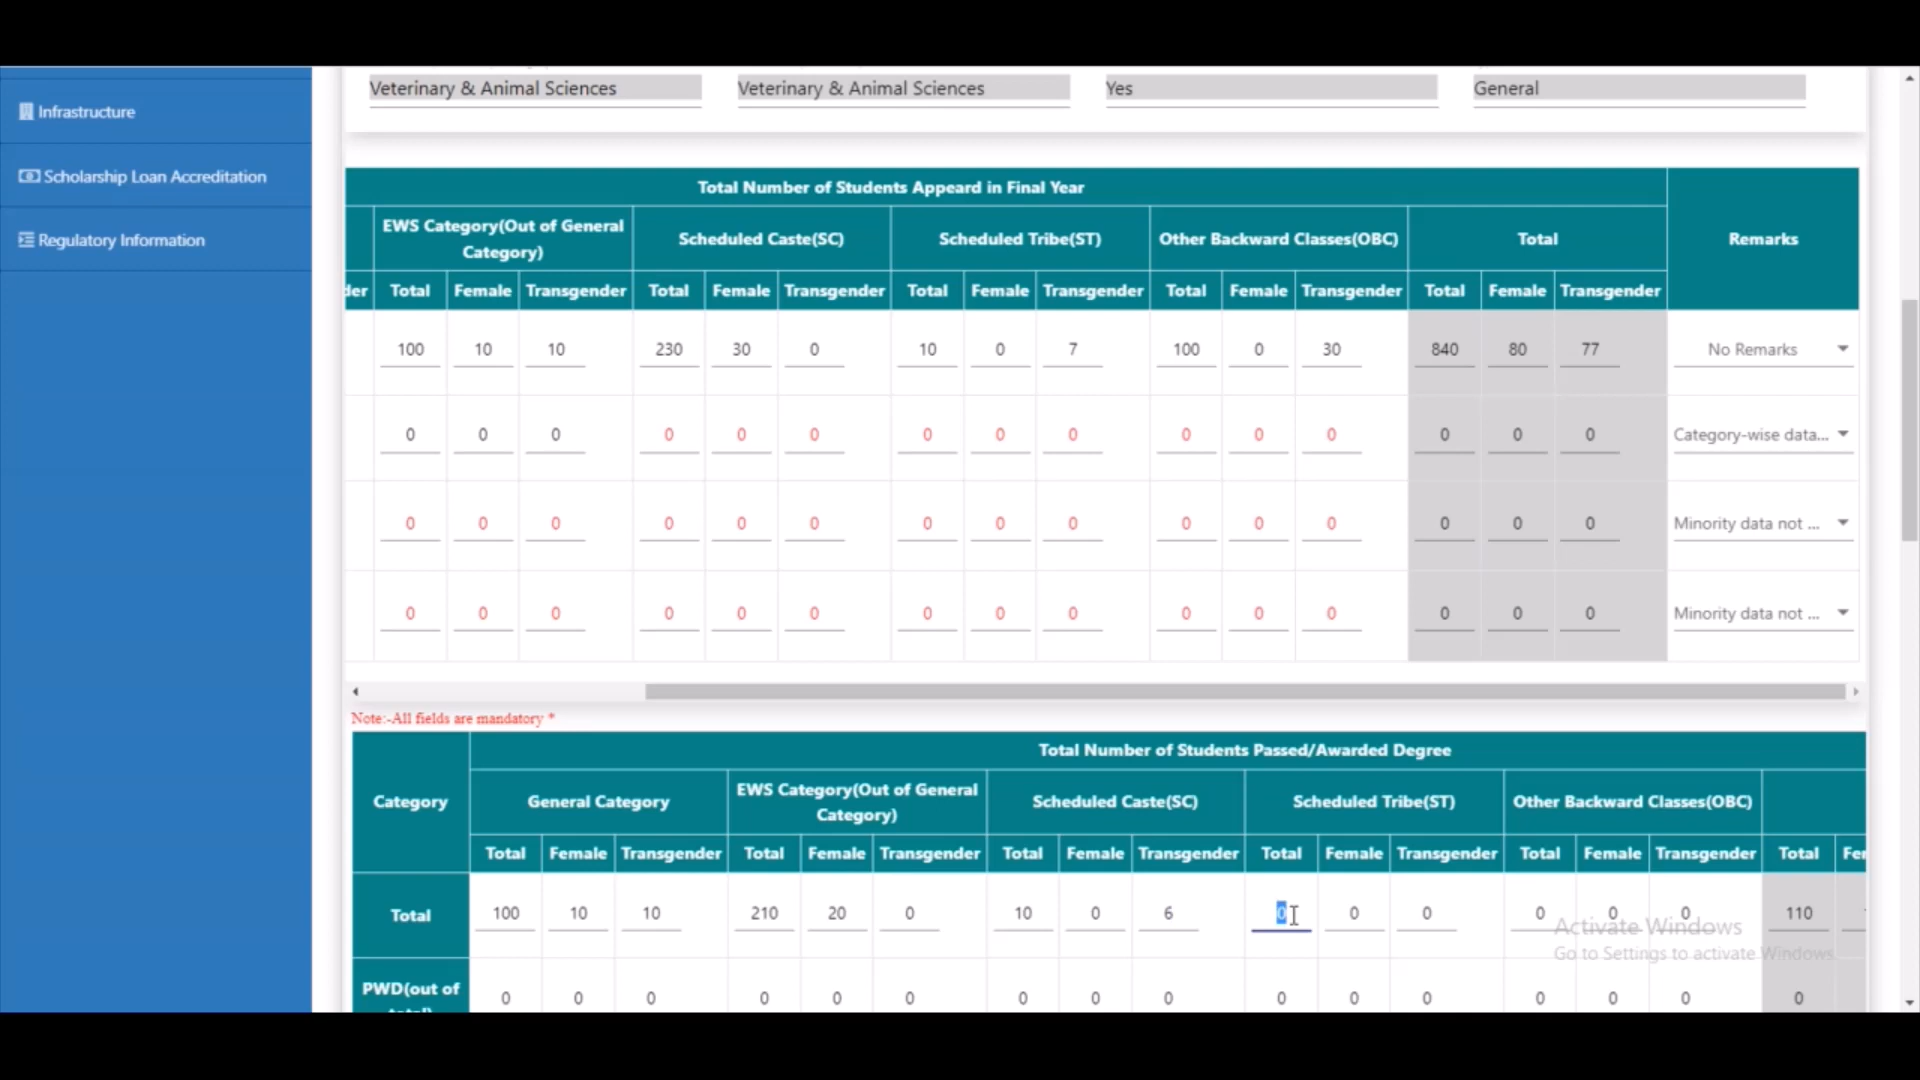 Veterinary & Animal Sciences Veterinary & Animal Sciences Yes General
Infrastructure
Scholarship Loan Accreditation
Regulatory Information
Total Number of Students Appeard in Final Year
EWS Category(Out of General Category) Scheduled Caste(SC) Scheduled Tribe(ST) Other Backward Classes(OBC) Total Remarks
der Total Female Transgender Total Female Transgender Total Female Transgender Total Female Transgender Total Female Transgender
100 10 10 230 30 0 10 0 7 100 0 30 840 80 77 No Remarks
0 0 0 0 0 0 0 0 0 0 0 0 0 0 0 Category-wise data...
0 0 0 0 0 0 0 0 0 0 0 0 0 0 0 Minority data not ...
0 0 0 0 0 0 0 0 0 0 0 0 0 0 0 Minority data not ...
Note:-All fields are mandatory *
Total Number of Students Passed/Awarded Degree
Category General Category EWS Category(Out of General Category) Scheduled Caste(SC) Scheduled Tribe(ST) Other Backward Classes(OBC)
Total Female Transgender Total Female Transgender Total Female Transgender Total Female Transgender Total Female Transgender Total Fer
Total 100 10 10 210 20 0 10 0 6 0 0 0 0 0 0 110
Activate Windows
Go to Settings to activate Windows.
PWD(out of 0 0 0 0 0 0 0 0 0 0 0 0 0 0 0 0